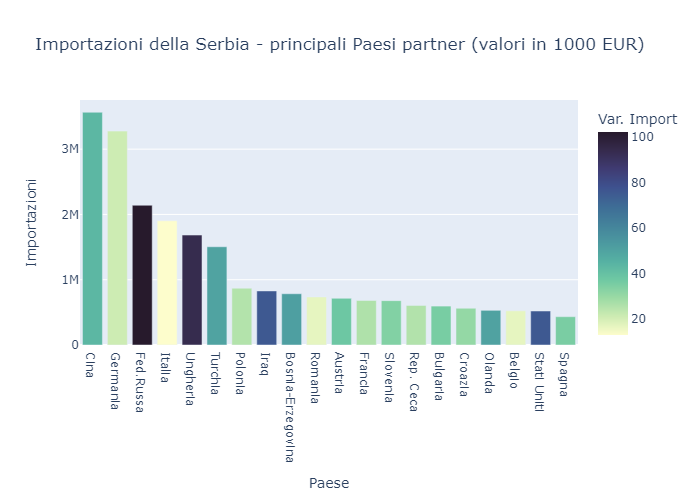 Importazioni della Serbia - principali Paesi partner (valori in 1000 EUR)
Var. Import
100
80
60
40
20
Importazioni
3M
2M
1M
0
Cina
Germania
Fed.Russa
Italia
Ungheria
Turchia
Polonia
Iraq
Bosnia-Erzegovina
Romania
Austria
Francia
Slovenia
Rep. Ceca
Bulgaria
Croazia
Olanda
Belgio
Stati Uniti
Spagna
Paese